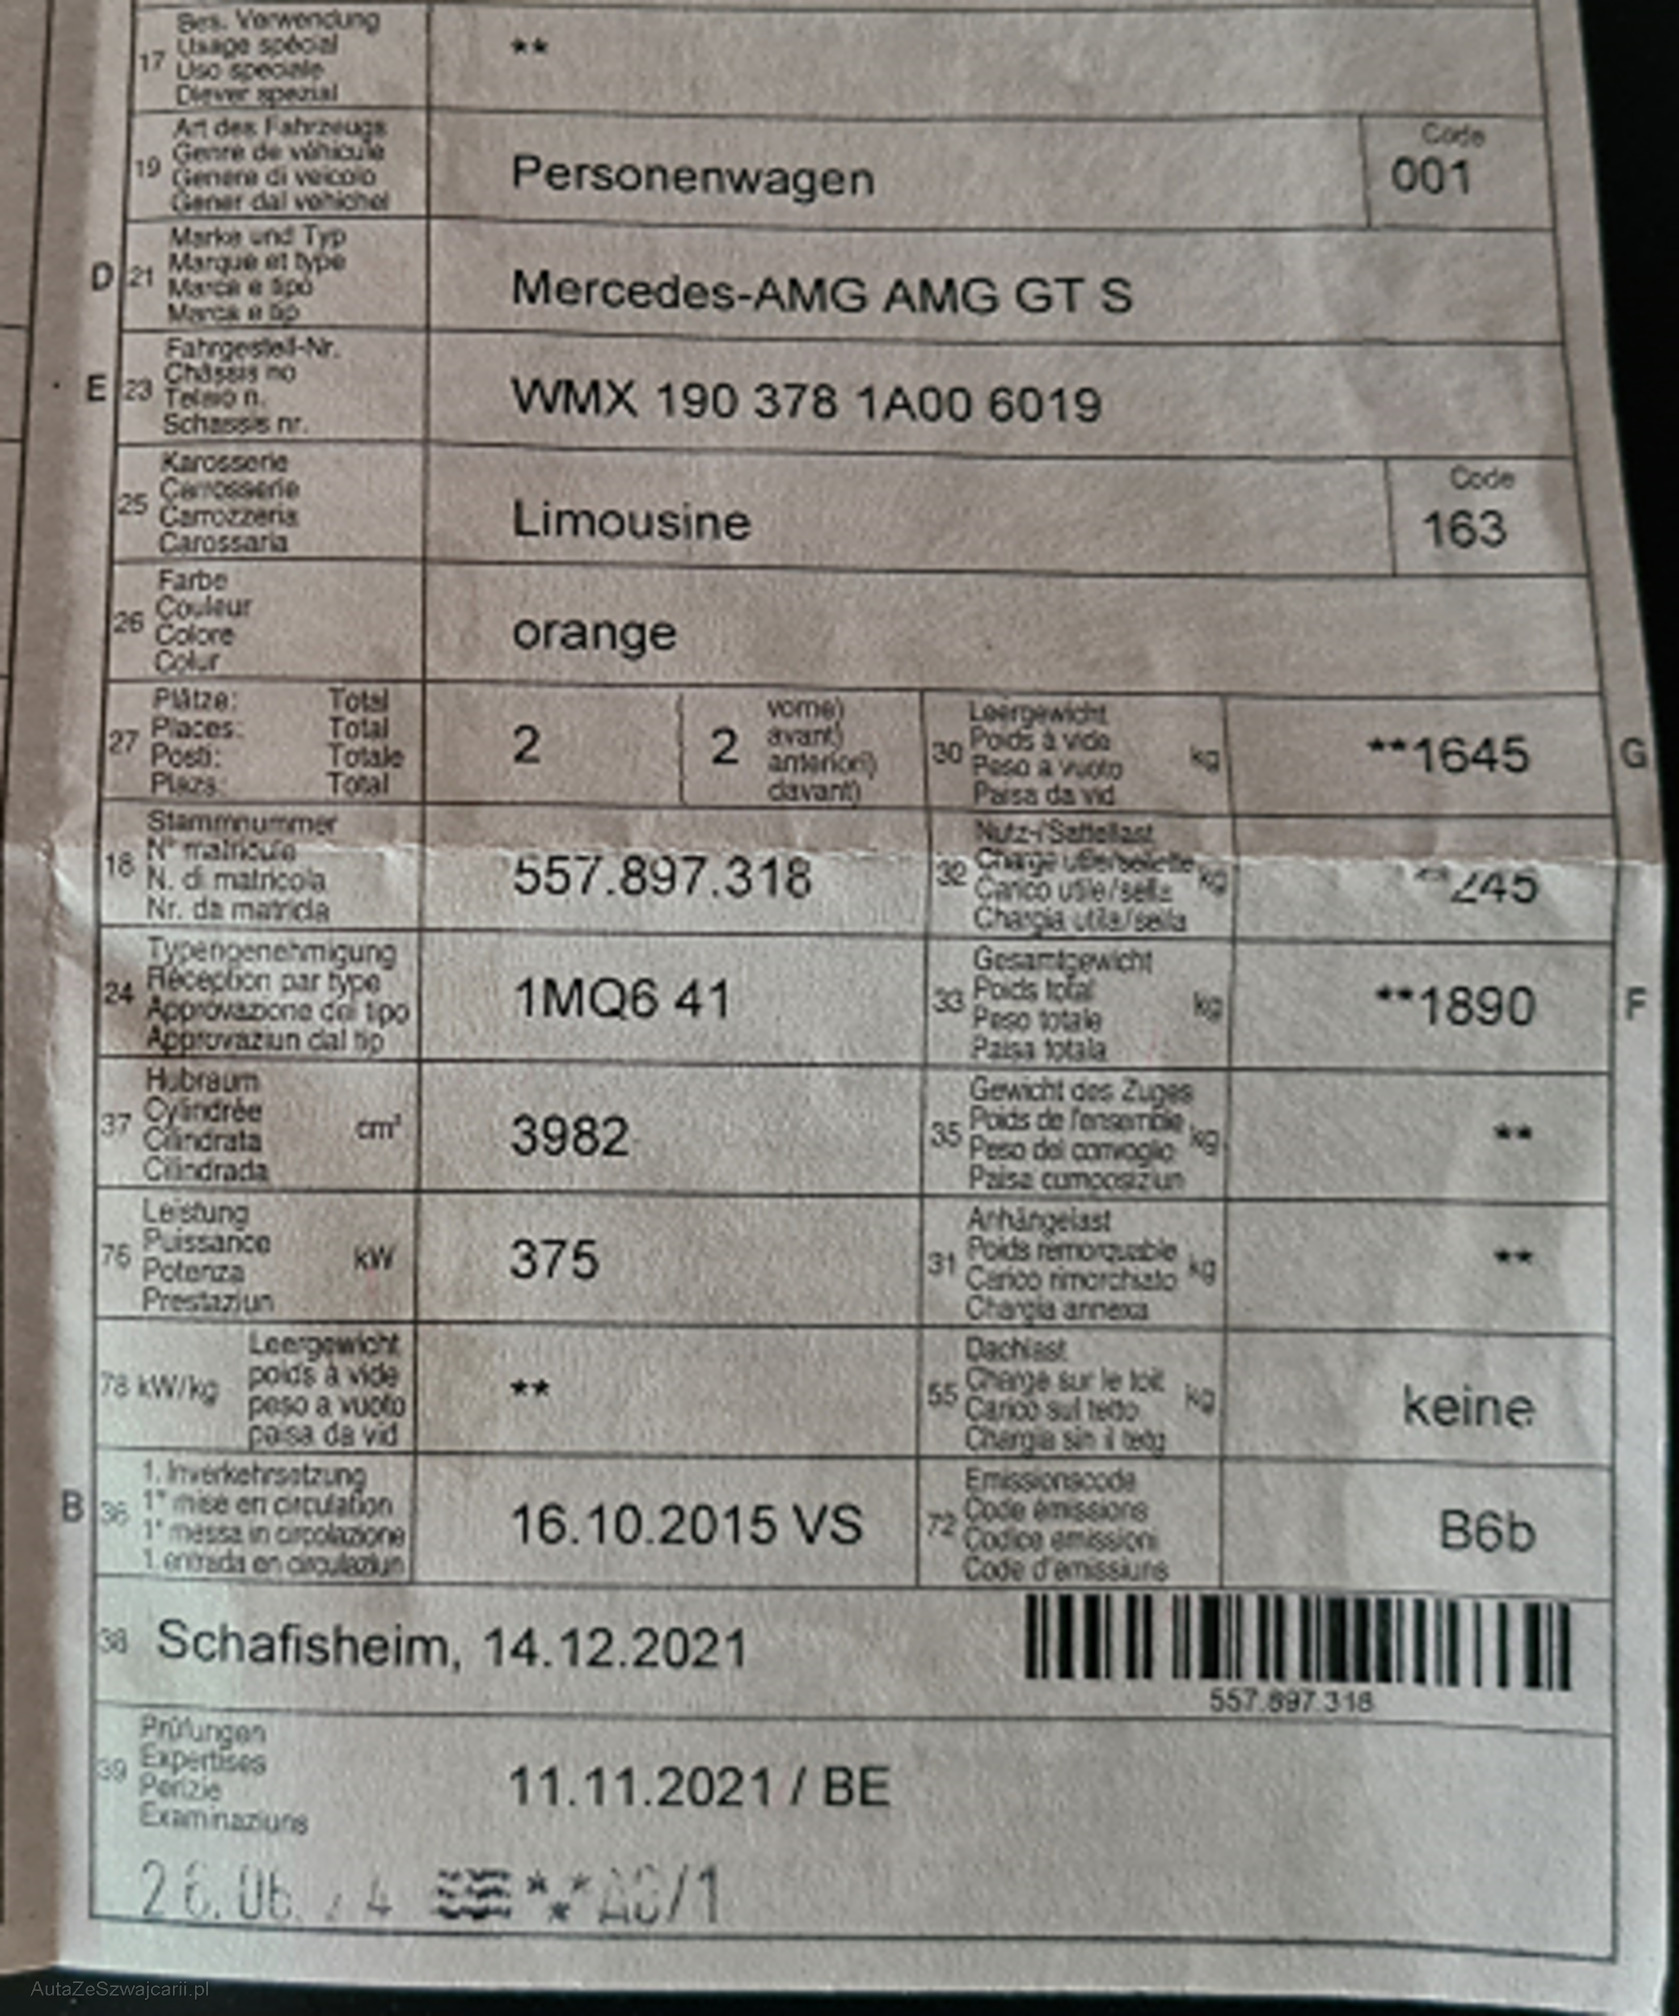 Bes. Verwendung
17 Usage spécial **
Uso speciale
Diever spezial
Art des Fahrzeugs Code
19 Genre de véhicule Personenwagen 001
Genere di veicolo
Gener dal vehichel
Marke und Typ
D 21 Marque et type Mercedes-AMG AMG GT S
Marca e tipo
Marca e tip
Fahrgestell-Nr.
E 23 Châssis no WMX 190 378 1A00 6019
Telaio n.
Schassis nr.
Karosserie Code
25 Carrosserie Limousine 163
Carrozzeria
Carossaria
Farbe
26 Couleur orange
Colore
Colur
Plätze: Total vorne) Leergewicht
27 Places: Total 2 ( 2 avant) 30 Poids à vide kg **1645 G
Posti: Totale anteriori) Peso a vuoto
Plazs: Total davant) Paisa da vid
Stammnummer Nutz-/Sattellast
18 N° matricule 557.897.318 32 Charge utile/sellette kg **245
N. di matricola Carico utile/sella
Nr. da matricla Chargia utila/sella
Typengenehmigung Gesamtgewicht
24 Réception par type 1MQ6 41 33 Poids total kg **1890 F
Approvazione del tipo Peso totale
Approvaziun dal tip Paisa totala
Hubraum Gewicht des Zuges
37 Cylindrée cm³ 3982 35 Poids de l'ensemble kg **
Cilindrata Peso del convoglio
Cilindrada Paisa cumposiziun
Leistung Anhängelast
76 Puissance kW 375 31 Poids remorquable kg **
Potenza Carico rimorchiato
Prestaziun Chargia annexa
Leergewicht Dachlast
78 kW/kg poids à vide ** 55 Charge sur le toit kg keine
peso a vuoto Carico sul tetto
paisa da vid Chargia sin il tetg
1. Inverkehrsetzung Emissionscode
B 36 1° mise en circulation 16.10.2015 VS 72 Code émissions B6b
1° messa in circolazione Codice emissioni
1. entrada en circulaziun Code d'emissiuns
38 Schafisheim, 14.12.2021
557.897.318
Prüfungen
39 Expertises 11.11.2021 / BE
Perizie
Examinaziuns
26.06. AG/1
AutaZeSzwajcarii.pl